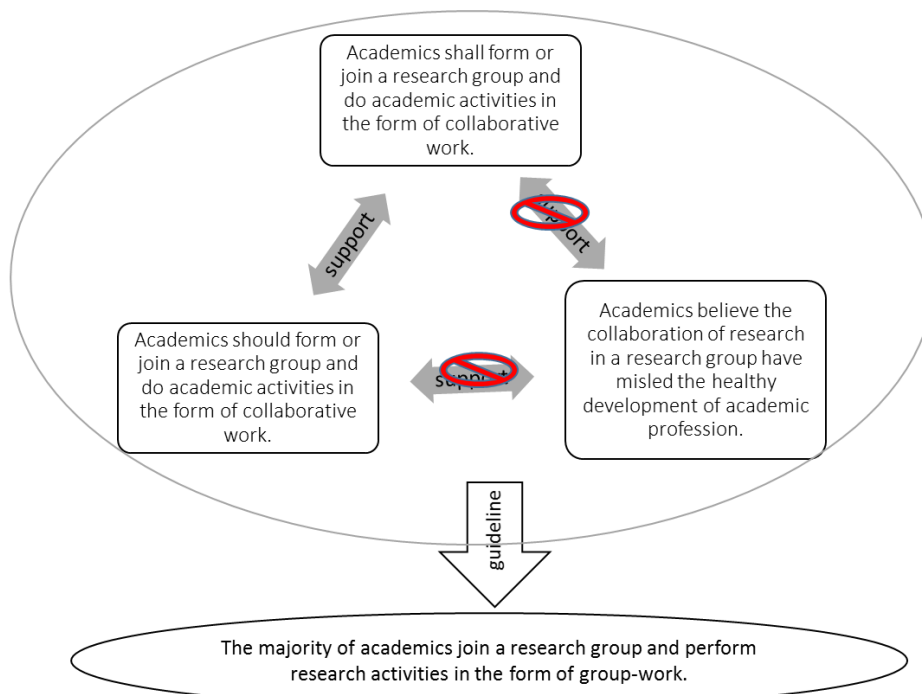 Academics shall form or
join a research group and
do academic activities in
the form of collaborative
work.
support
support
Academics should form or
join a research group and
do academic activities in
the form of collaborative
work.
support
Academics believe the
collaboration of research
in a research group have
misled the healthy
development of academic
profession.
guideline
The majority of academics join a research group and perform
research activities in the form of group-work.